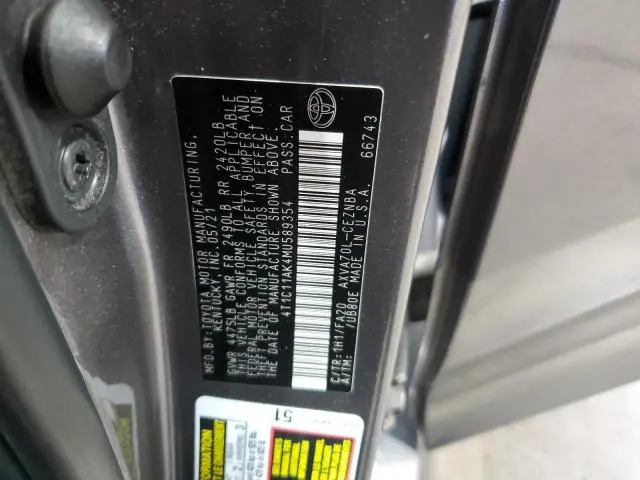 MFD.BY: TOYOTA MOTOR MANUFACTURING,
KENTUCKY, INC. 05/21
GVWR 4475LB GAWR FR 2490LB RR 2420LB
THIS VEHICLE CONFORMS TO ALL APPLICABLE
FEDERAL MOTOR VEHICLE SAFETY, BUMPER, AND
THEFT PREVENTION STANDARDS IN EFFECT ON
THE DATE OF MANUFACTURE SHOWN ABOVE.
4T1C11AK4MU589354 PASS.CAR
C/TR:1H1/FA20 AXVA70L-CEZNBA
A/TM: /UB80E MADE IN U.S.A. 66743
51